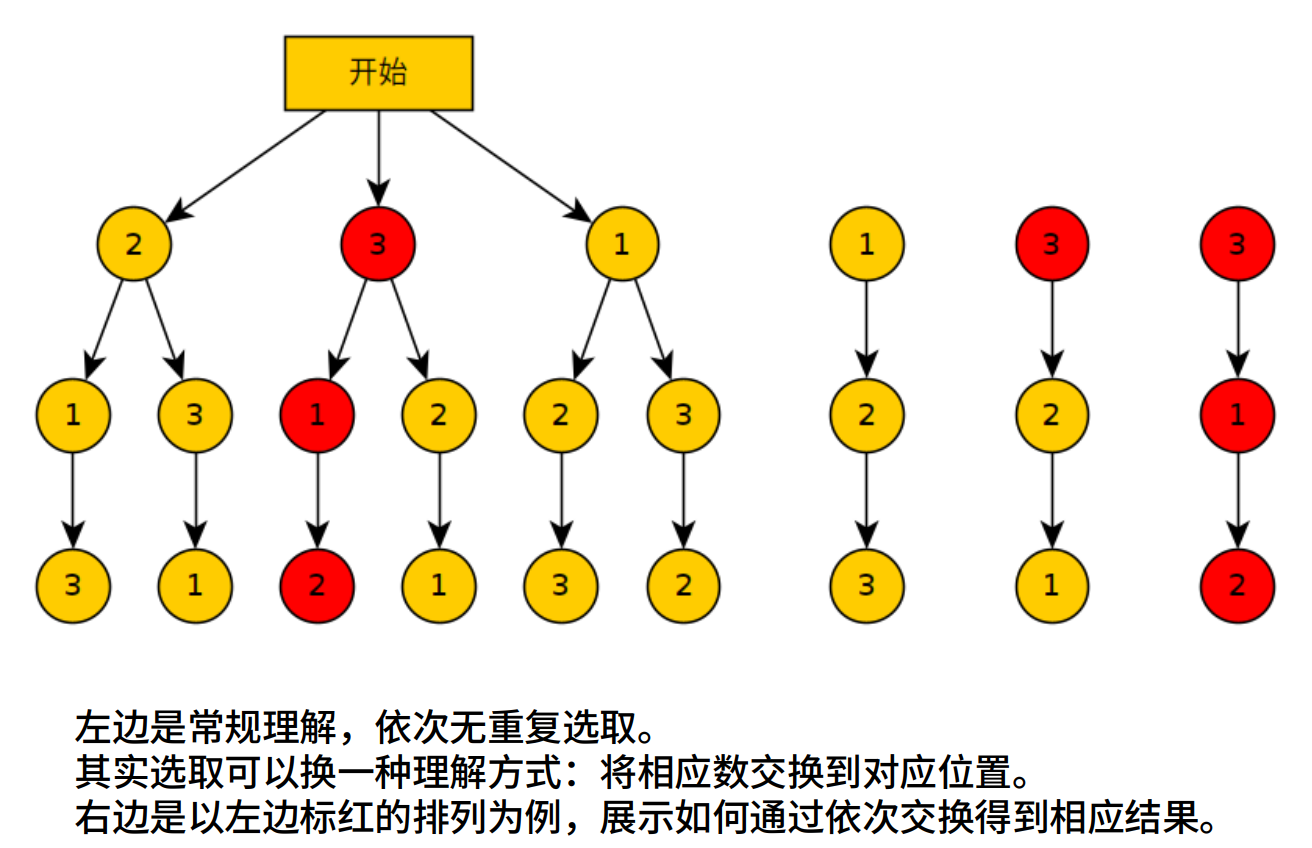 开始
2 3 1 1 3 3
1 3 1 2 2 3 2 2 1
3 1 2 1 3 2 3 1 2
左边是常规理解，依次无重复选取。
其实选取可以换一种理解方式：将相应数交换到对应位置。
右边是以左边标红的排列为例，展示如何通过依次交换得到相应结果。